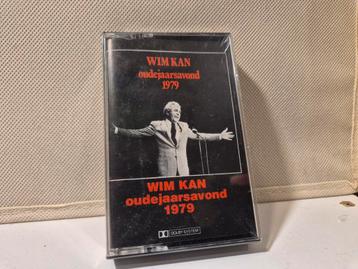 WIM KAN
oudejaarsavond
1979
WIM KAN
oudejaarsavond
1979
DOLBY SYSTEM